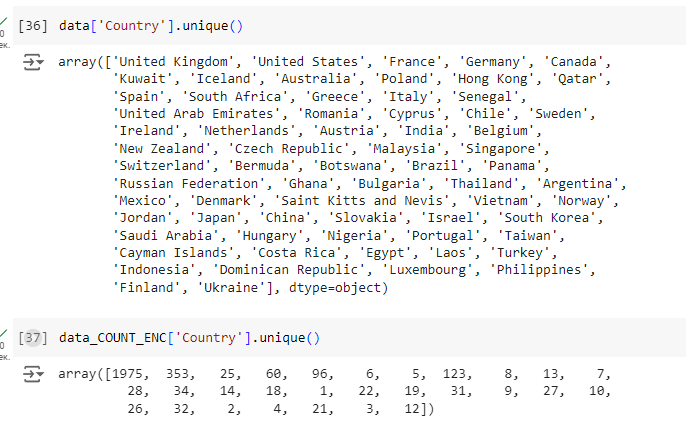 [36] data['Country'].unique()
0
ек.
array(['United Kingdom', 'United States', 'France', 'Germany', 'Canada',
'Kuwait', 'Iceland', 'Australia', 'Poland', 'Hong Kong', 'Qatar',
'Spain', 'South Africa', 'Greece', 'Italy', 'Senegal',
'United Arab Emirates', 'Romania', 'Cyprus', 'Chile', 'Sweden',
'Ireland', 'Netherlands', 'Austria', 'India', 'Belgium',
'New Zealand', 'Czech Republic', 'Malaysia', 'Singapore',
'Switzerland', 'Bermuda', 'Botswana', 'Brazil', 'Panama',
'Russian Federation', 'Ghana', 'Bulgaria', 'Thailand', 'Argentina',
'Mexico', 'Denmark', 'Saint Kitts and Nevis', 'Vietnam', 'Norway',
'Jordan', 'Japan', 'China', 'Slovakia', 'Israel', 'South Korea',
'Saudi Arabia', 'Hungary', 'Nigeria', 'Portugal', 'Taiwan',
'Cayman Islands', 'Costa Rica', 'Egypt', 'Laos', 'Turkey',
'Indonesia', 'Dominican Republic', 'Luxembourg', 'Philippines',
'Finland', 'Ukraine'], dtype=object)
[37] data_COUNT_ENC['Country'].unique()
0
ек.
array([1975, 353, 25, 60, 96, 6, 5, 123, 8, 13, 7,
28, 34, 14, 18, 1, 22, 19, 31, 9, 27, 10,
26, 32, 2, 4, 21, 3, 12])